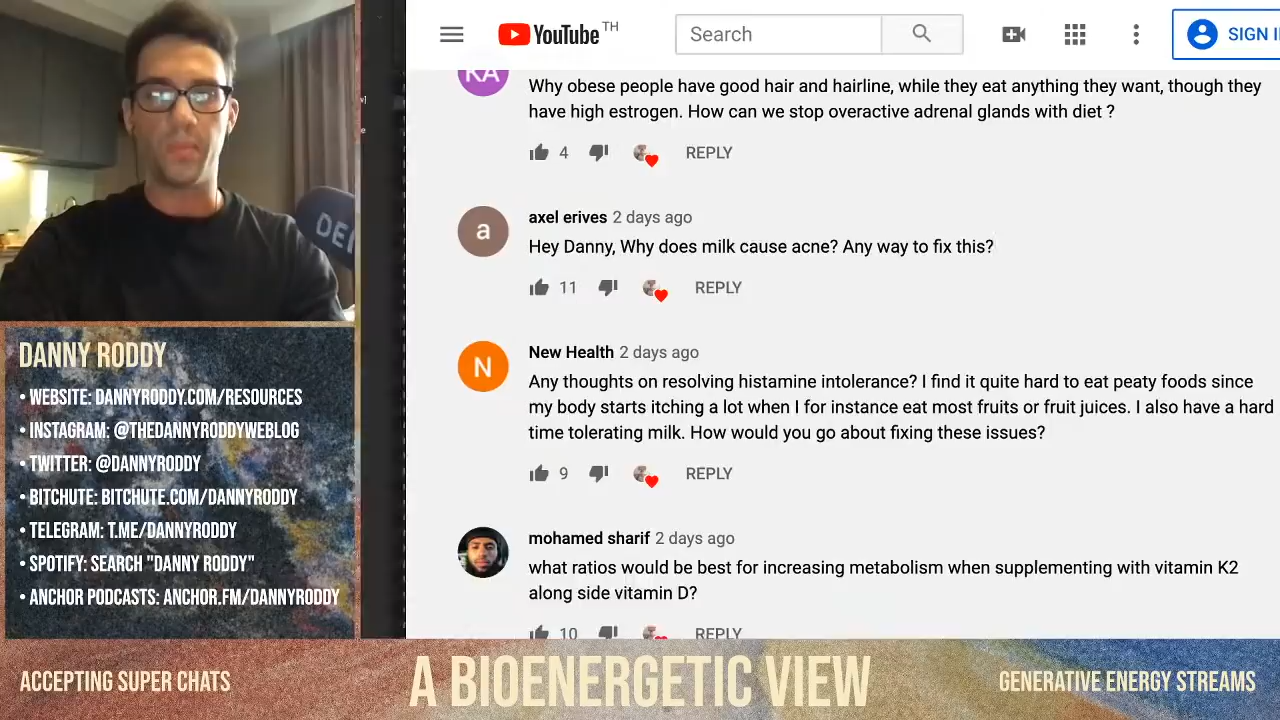 DANNY RODDY
• WEBSITE: DANNYRODDY.COM/RESOURCES
• INSTAGRAM: @THEDANNYRODDYWEBLOG
• TWITTER: @DANNYRODDY
• BITCHUTE: BITCHUTE.COM/DANNYRODDY
• TELEGRAM: T.ME/DANNYRODDY
• SPOTIFY: SEARCH "DANNY RODDY"
• ANCHOR PODCASTS: ANCHOR.FM/DANNYRODDY
YouTube TH
Search
SIGN I
KA
Why obese people have good hair and hairline, while they eat anything they want, though they
have high estrogen. How can we stop overactive adrenal glands with diet ?
4 REPLY
a
axel erives 2 days ago
Hey Danny, Why does milk cause acne? Any way to fix this?
11 REPLY
N
New Health 2 days ago
Any thoughts on resolving histamine intolerance? I find it quite hard to eat peaty foods since
my body starts itching a lot when I for instance eat most fruits or fruit juices. I also have a hard
time tolerating milk. How would you go about fixing these issues?
9 REPLY
mohamed sharif 2 days ago
what ratios would be best for increasing metabolism when supplementing with vitamin K2
along side vitamin D?
10 REPLY
ACCEPTING SUPER CHATS
A BIOENERGETIC VIEW
GENERATIVE ENERGY STREAMS